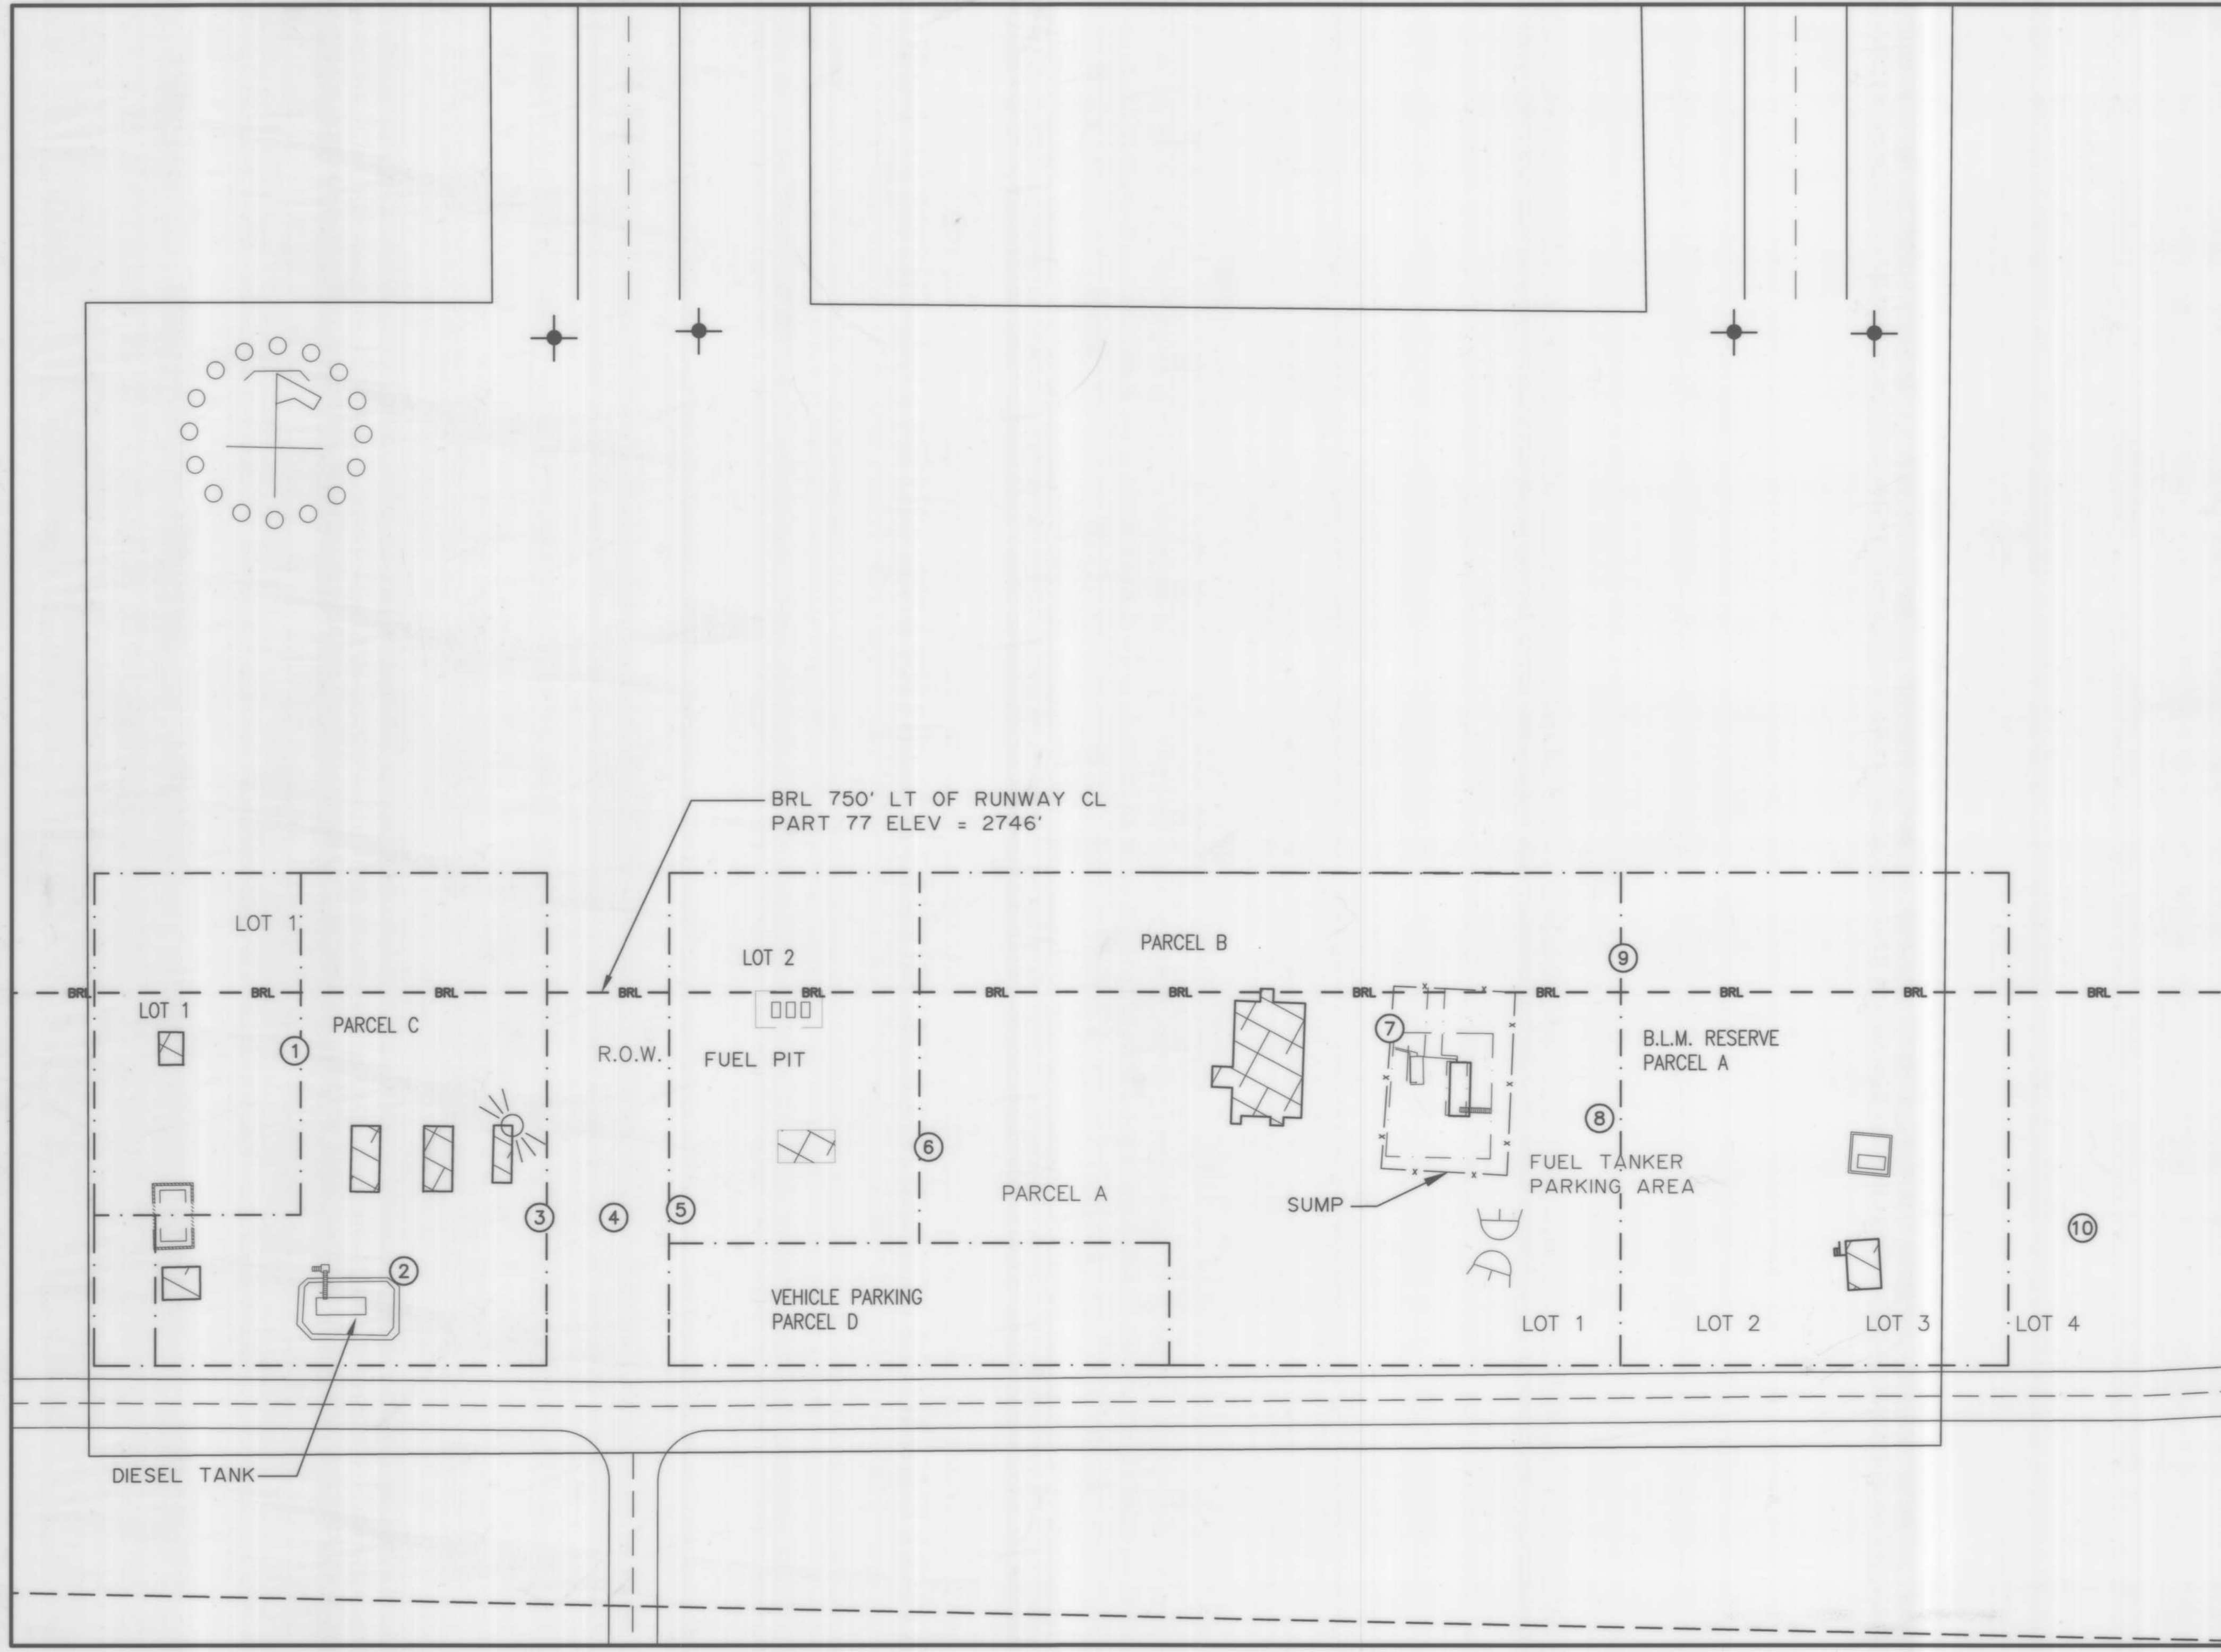 BRL 750' LT OF RUNWAY CL
PART 77 ELEV = 2746'
LOT 1
PARCEL B
LOT 2
9
BRL BRL BRL BRL BRL BRL BRL BRL BRL BRL BRL BRL
LOT 1
PARCEL C
7
B.L.M. RESERVE
PARCEL A
1
R.O.W.
FUEL PIT
8
6
FUEL TANKER
PARKING AREA
PARCEL A
SUMP
3
4
5
10
2
VEHICLE PARKING
PARCEL D
LOT 1
LOT 2
LOT 3
LOT 4
DIESEL TANK